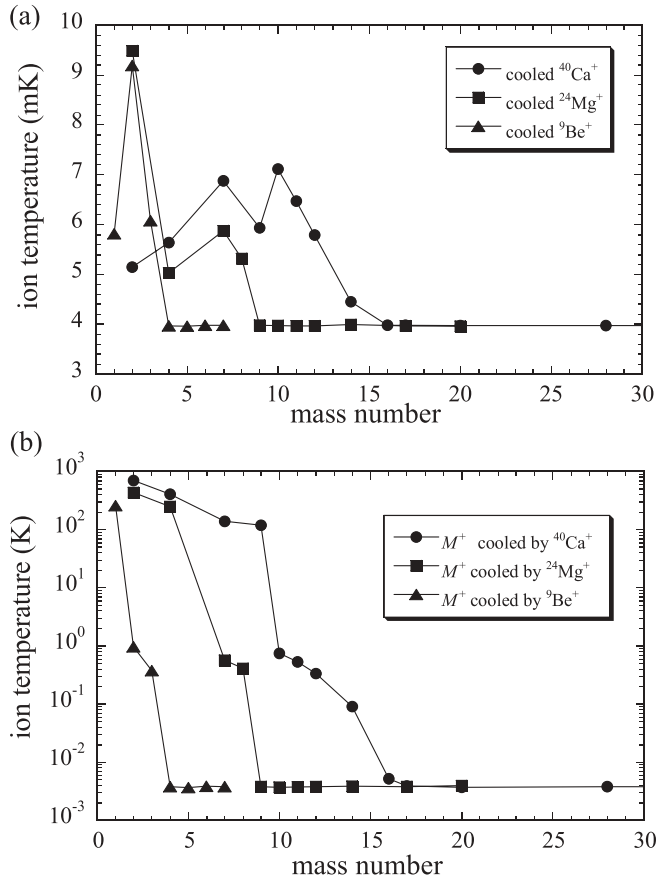 (a)
10
9
8
7
6
5
4
3
ion temperature (mK)
cooled ⁴⁰Ca⁺
cooled ²⁴Mg⁺
cooled ⁹Be⁺
0 5 10 15 20 25 30
mass number
(b)
10³
10²
10¹
10⁰
10⁻¹
10⁻²
10⁻³
ion temperature (K)
M⁺ cooled by ⁴⁰Ca⁺
M⁺ cooled by ²⁴Mg⁺
M⁺ cooled by ⁹Be⁺
0 5 10 15 20 25 30
mass number